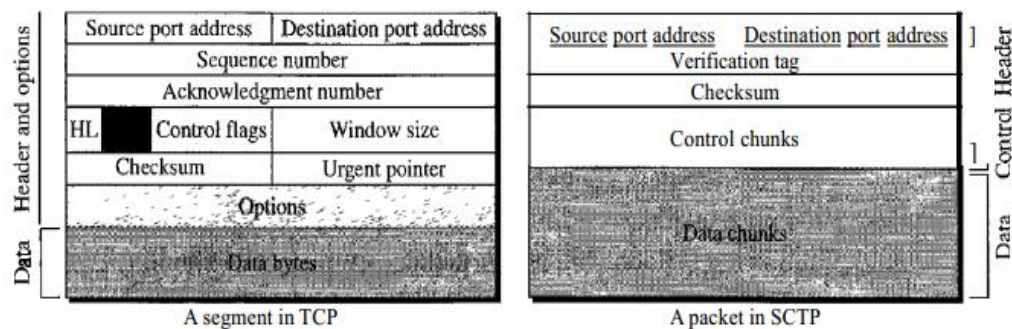 Header and options
Data
Source port address Destination port address
Sequence number
Acknowledgment number
HL Control flags Window size
Checksum Urgent pointer
Options
Data bytes
A segment in TCP
Source port address Destination port address
Verification tag
Checksum
Control chunks
Data chunks
A packet in SCTP
Header
Control
Data